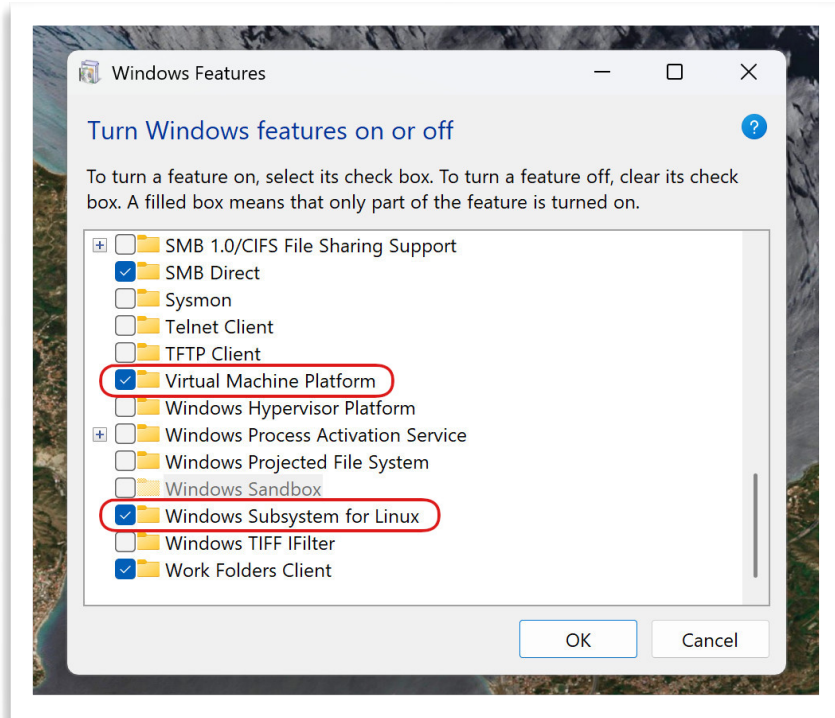 Windows Features
Turn Windows features on or off
?
To turn a feature on, select its check box. To turn a feature off, clear its check
box. A filled box means that only part of the feature is turned on.
SMB 1.0/CIFS File Sharing Support
SMB Direct
Sysmon
Telnet Client
TFTP Client
Virtual Machine Platform
Windows Hypervisor Platform
Windows Process Activation Service
Windows Projected File System
Windows Sandbox
Windows Subsystem for Linux
Windows TIFF IFilter
Work Folders Client
OK Cancel